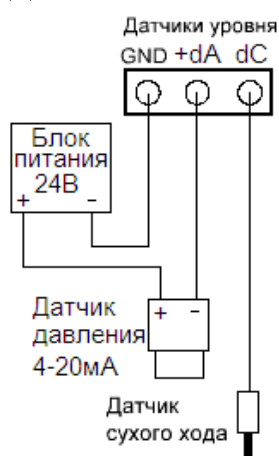 Датчики уровня
GND +dA dC
Блок
питания
24В
+ -
Датчик
давления
4-20мА
+ -
Датчик
сухого хода